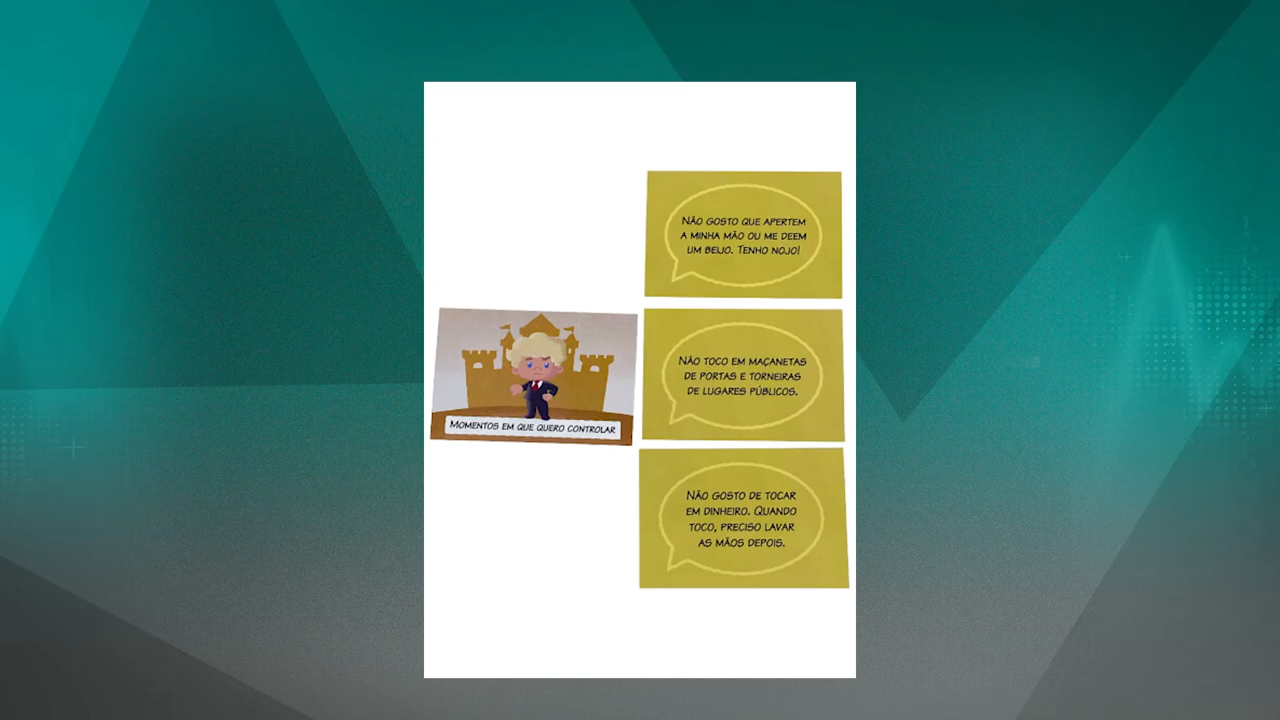 NÃO GOSTO QUE APERTEM
A MINHA MÃO OU ME DEEM
UM BEIJO. TENHO NOJO!
NÃO TOCO EM MAÇANETAS
DE PORTAS E TORNEIRAS
DE LUGARES PÚBLICOS.
MOMENTOS EM QUE QUERO CONTROLAR
NÃO GOSTO DE TOCAR
EM DINHEIRO. QUANDO
TOCO, PRECISO LAVAR
AS MÃOS DEPOIS.